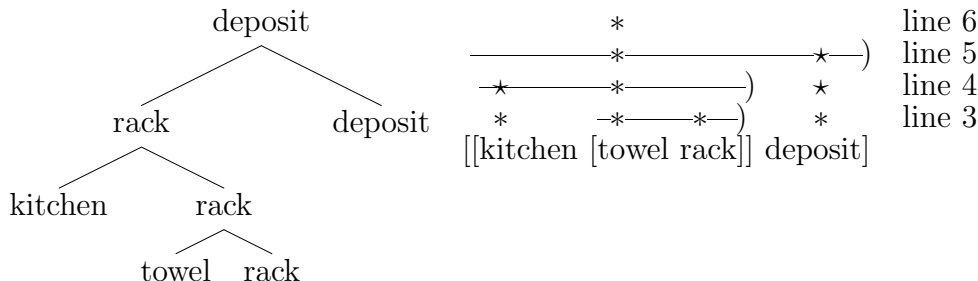 deposit
rack deposit
kitchen rack
towel rack
∗ line 6
∗ ⋆ ) line 5
⋆ ∗ ) ⋆ line 4
∗ ∗ ∗ ) ∗ line 3
[[kitchen [towel rack]] deposit]